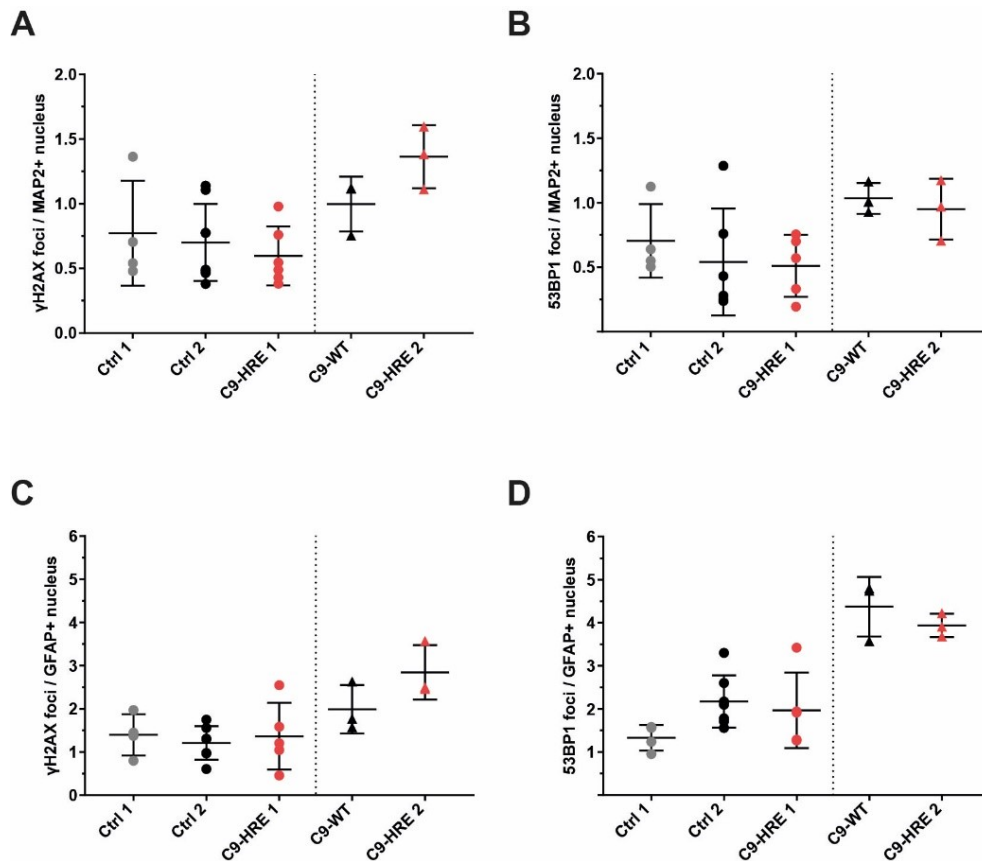 A
γH2AX foci / MAP2+ nucleus
2.0
1.5
1.0
0.5
0.0
Ctrl 1
Ctrl 2
C9-HRE 1
C9-WT
C9-HRE 2
B
53BP1 foci / MAP2+ nucleus
2.0
1.5
1.0
0.5
Ctrl 1
Ctrl 2
C9-HRE 1
C9-WT
C9-HRE 2
C
γH2AX foci / GFAP+ nucleus
6
5
4
3
2
1
0
Ctrl 1
Ctrl 2
C9-HRE 1
C9-WT
C9-HRE 2
D
53BP1 foci / GFAP+ nucleus
6
5
4
3
2
1
Ctrl 1
Ctrl 2
C9-HRE 1
C9-WT
C9-HRE 2